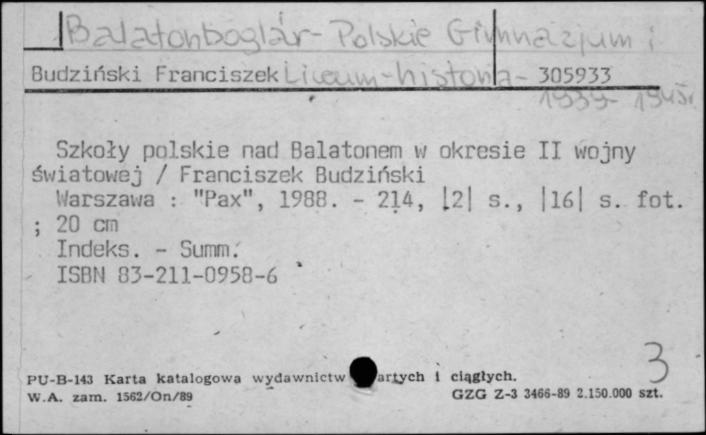 Balatonboglár - Polskie Gimnazjum i
Budziński Franciszek Liceum - historia - 305933
1939 - 1945r.
Szkoły polskie nad Balatonem w okresie II wojny
światowej / Franciszek Budziński
Warszawa : "Pax", 1988. - 214, |2| s., |16| s. fot.
; 20 cm
Indeks. - Summ.
ISBN 83-211-0958-6
3
PU-B-143 Karta katalogowa wydawnictw artych i ciągłych.
W.A. zam. 1562/On/89 GZG Z-3 3466-89 2.150.000 szt.